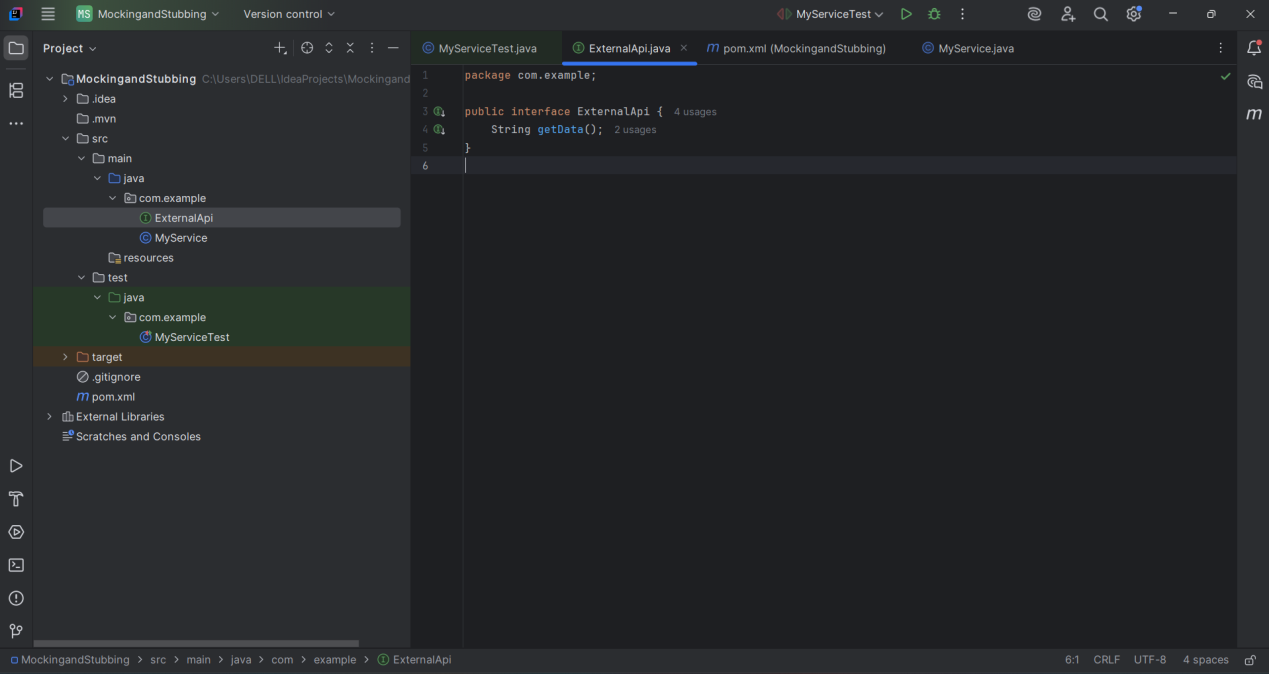 MS MockingandStubbing Version control MyServiceTest
Project
MyServiceTest.java ExternalApi.java pom.xml (MockingandStubbing) MyService.java
MockingandStubbing C:\Users\DELL\IdeaProjects\Mockingand
.idea
.mvn
src
main
java
com.example
ExternalApi
MyService
resources
test
java
com.example
MyServiceTest
target
.gitignore
m pom.xml
External Libraries
Scratches and Consoles
1 package com.example;
2
3 public interface ExternalApi { 4 usages
4 String getData(); 2 usages
5 }
6
MockingandStubbing > src > main > java > com > example > ExternalApi 6:1 CRLF UTF-8 4 spaces